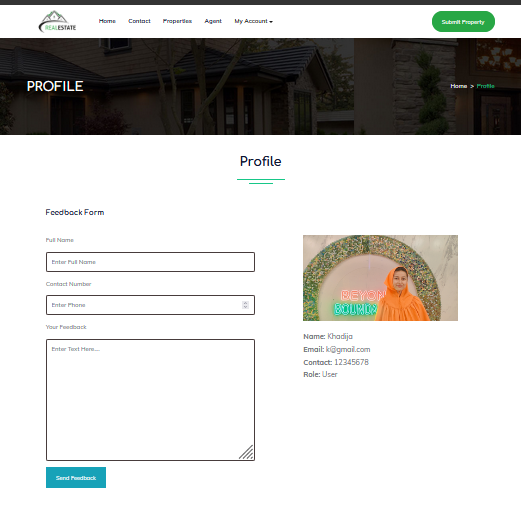 REALESTATE
Home Contact Properties Agent My Account
Submit Property
PROFILE
Home > Profile
Profile
Feedback Form
Full Name
Enter Full Name
Contact Number
Enter Phone
Your Feedback
Enter Text Here....
Send Feedback
BEYON
BOUND
Name: Khadija
Email: k@gmail.com
Contact: 12345678
Role: User